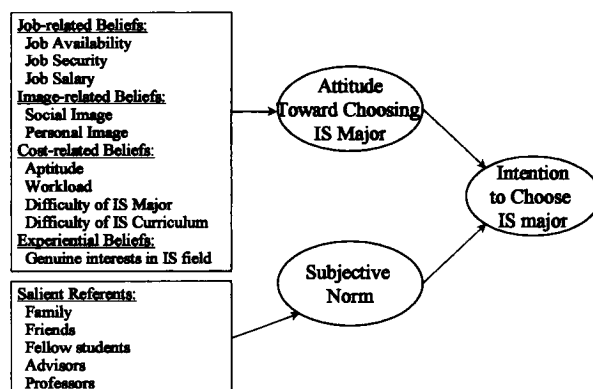 Job-related Beliefs:
Job Availability
Job Security
Job Salary
Image-related Beliefs:
Social Image
Personal Image
Cost-related Beliefs:
Aptitude
Workload
Difficulty of IS Major
Difficulty of IS Curriculum
Experiential Beliefs:
Genuine interests in IS field
Salient Referents:
Family
Friends
Fellow students
Advisors
Professors
Attitude
Toward Choosing
IS Major
Subjective
Norm
Intention
to Choose
IS major